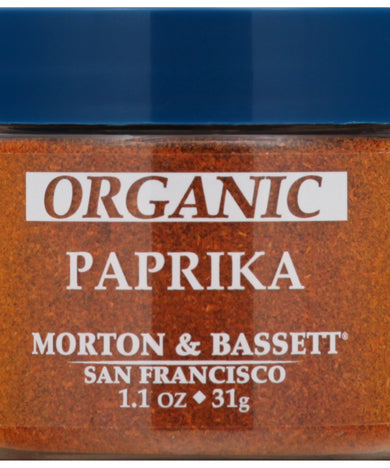 ORGANIC
PAPRIKA
MORTON & BASSETT®
SAN FRANCISCO
1.1 OZ ◆ 31g